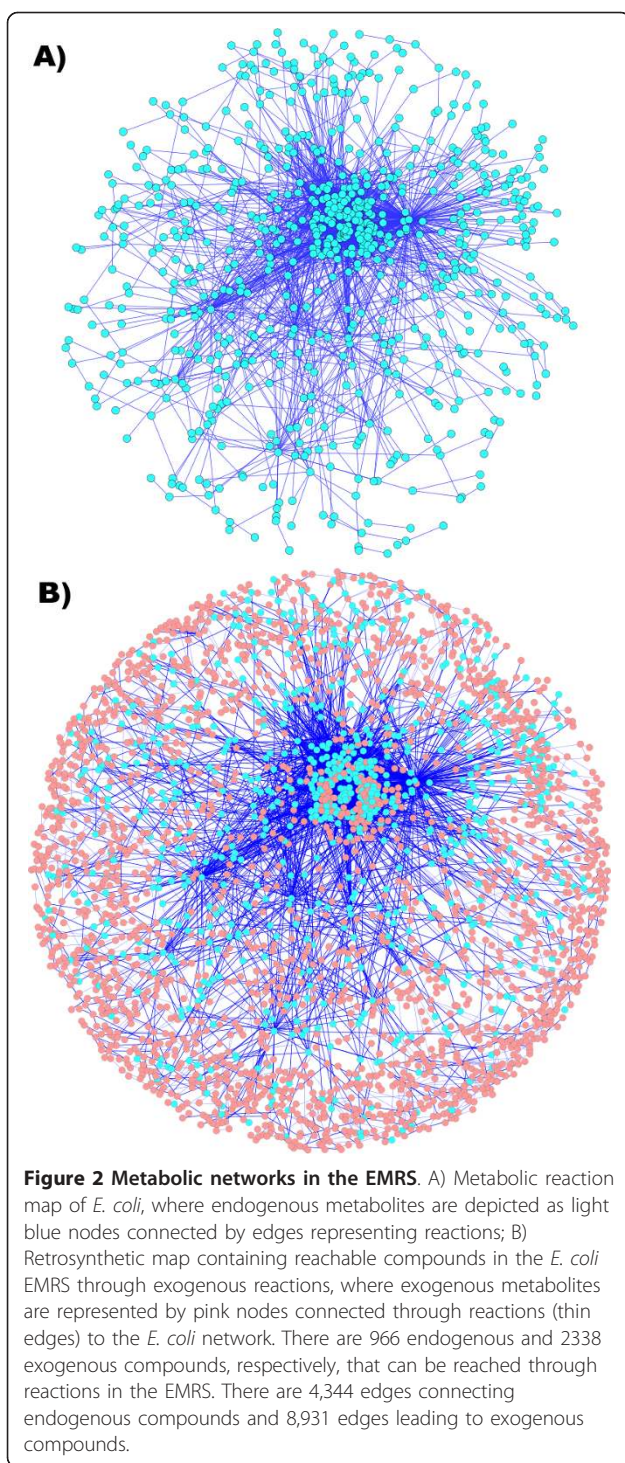 A)
B)
Figure 2 Metabolic networks in the EMRS. A) Metabolic reaction
map of E. coli, where endogenous metabolites are depicted as light
blue nodes connected by edges representing reactions; B)
Retrosynthetic map containing reachable compounds in the E. coli
EMRS through exogenous reactions, where exogenous metabolites
are represented by pink nodes connected through reactions (thin
edges) to the E. coli network. There are 966 endogenous and 2338
exogenous compounds, respectively, that can be reached through
reactions in the EMRS. There are 4,344 edges connecting
endogenous compounds and 8,931 edges leading to exogenous
compounds.